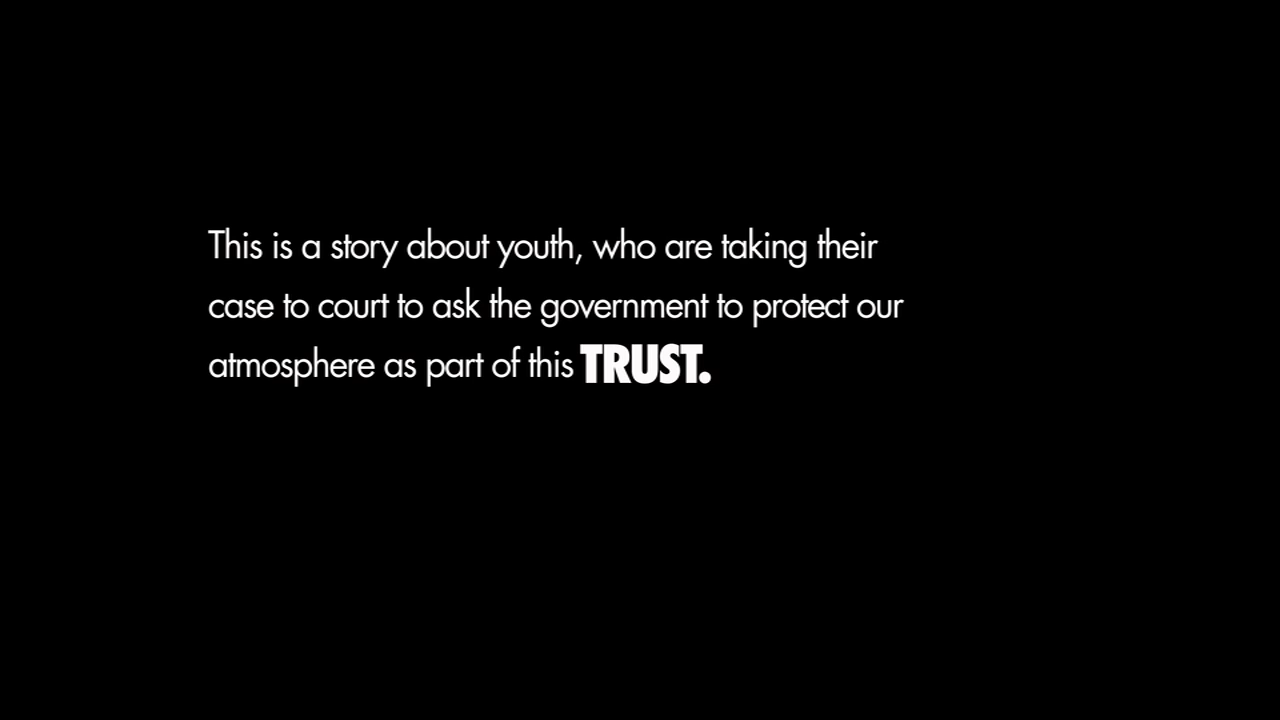 This is a story about youth, who are taking their
case to court to ask the government to protect our
atmosphere as part of this TRUST.